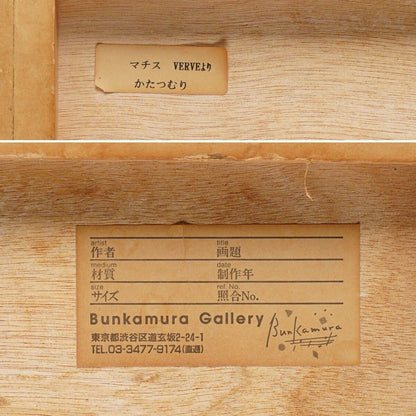 マチス VERVEより
かたつむり
artist title
作者 画題
medium date
材質 制作年
size ref. No.
サイズ 照合No.
Bunkamura Gallery
Bunkamura
東京都渋谷区道玄坂2-24-1
TEL.03-3477-9174(直通)